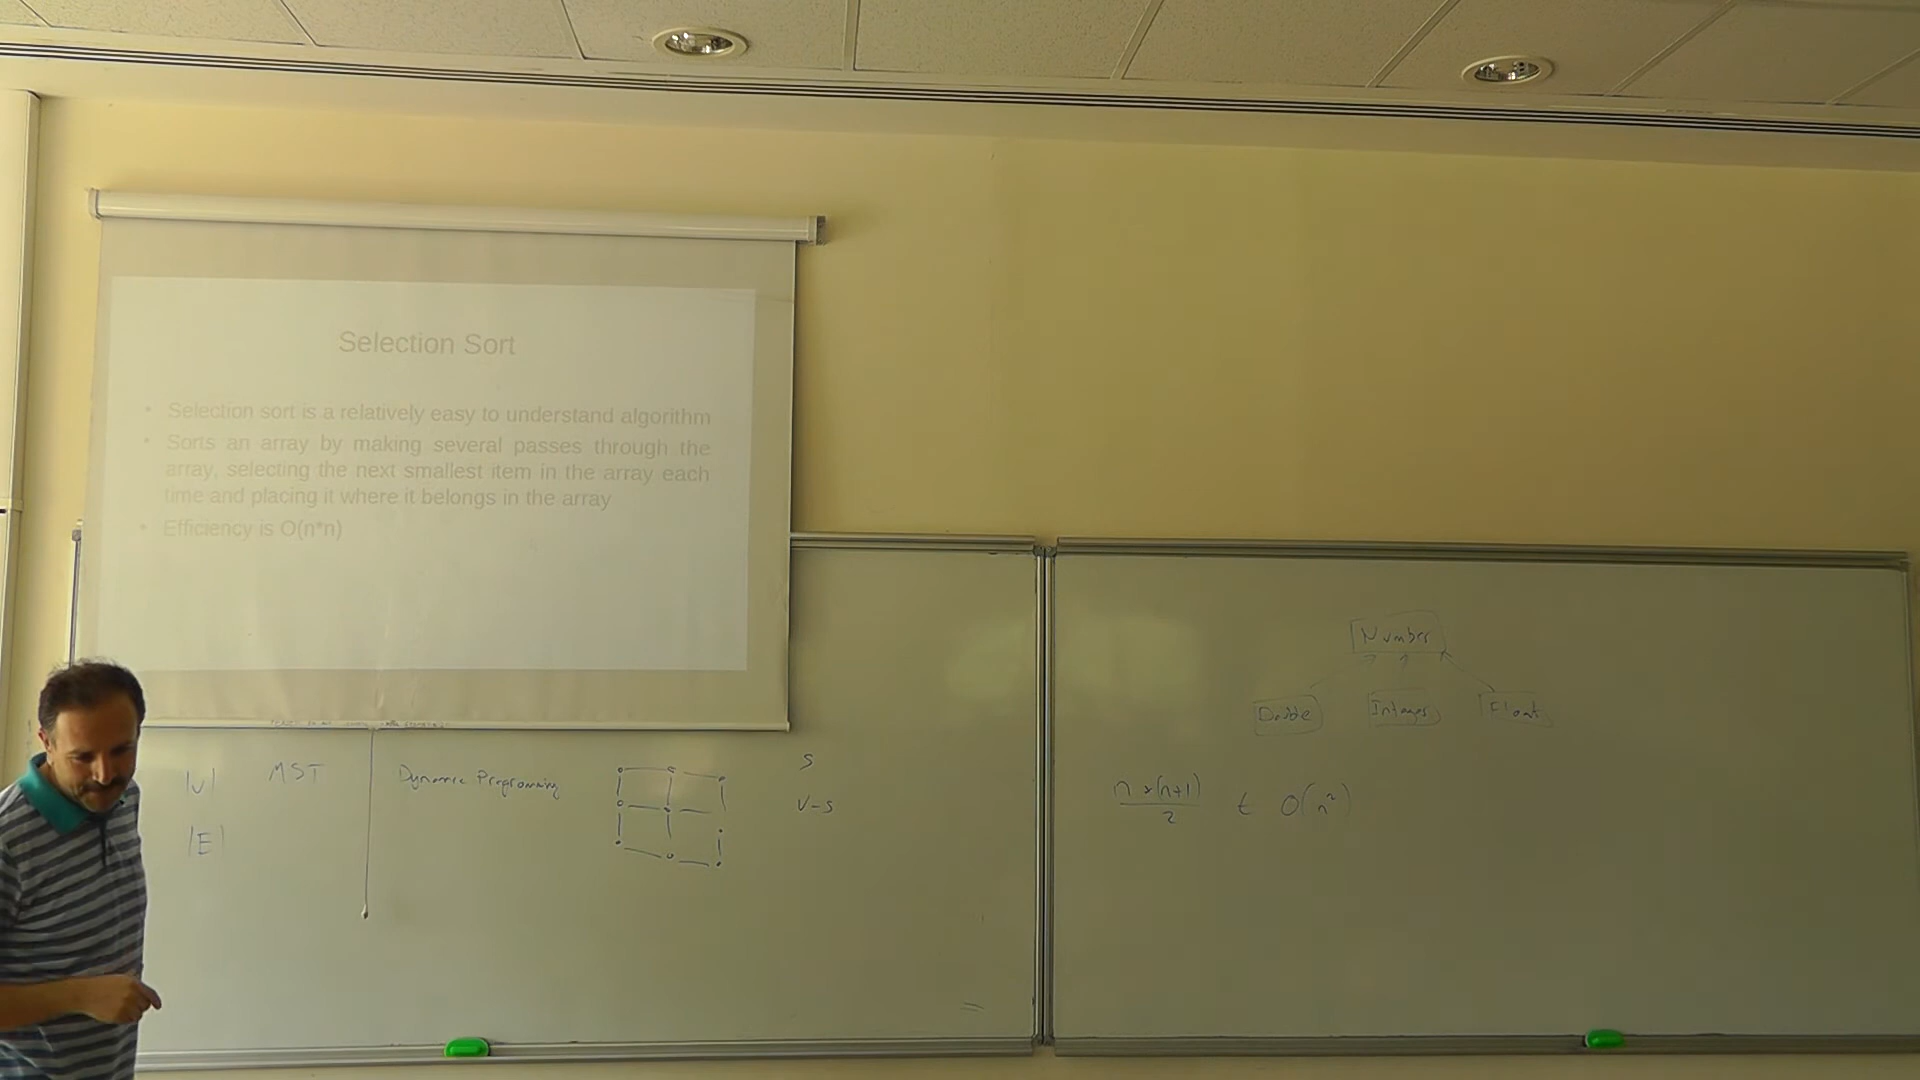 Selection Sort
• Selection sort is a relatively easy to understand algorithm
• Sorts an array by making several passes through the
array, selecting the next smallest item in the array each
time and placing it where it belongs in the array
• Efficiency is O(n*n)
|V|
MST
Dynamic Programming
S
V-S
|E|
Number
Double
Integer
Float
n*(n+1)/2 ∈ O(n²)